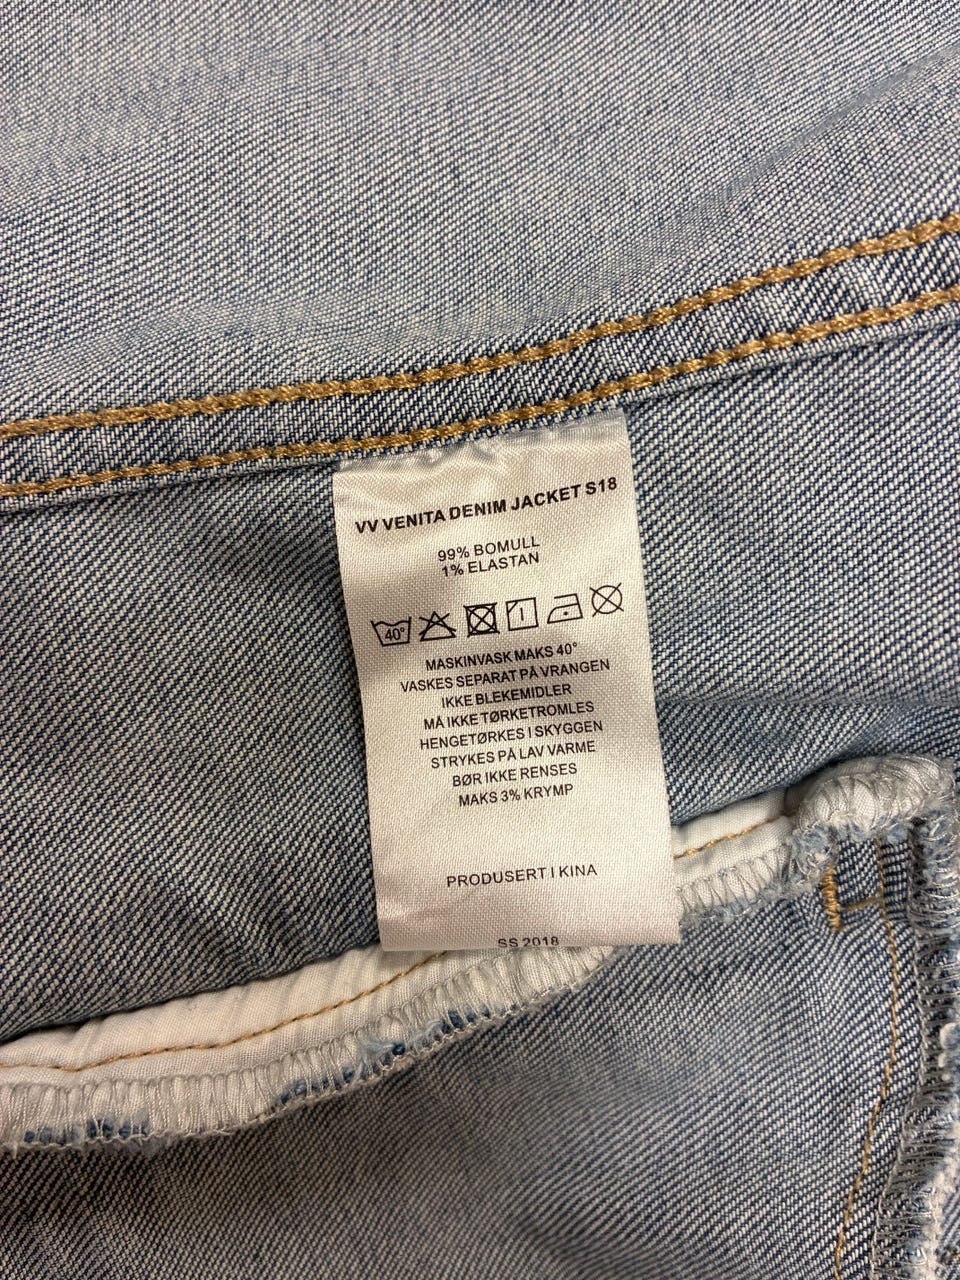 VV VENITA DENIM JACKET S18
99% BOMULL
1% ELASTAN
40°
MASKINVASK MAKS 40°
VASKES SEPARAT PÅ VRANGEN
IKKE BLEKEMIDLER
MÅ IKKE TØRKETROMLES
HENGETØRKES I SKYGGEN
STRYKES PÅ LAV VARME
BØR IKKE RENSES
MAKS 3% KRYMP
PRODUSERT I KINA
SS 2018